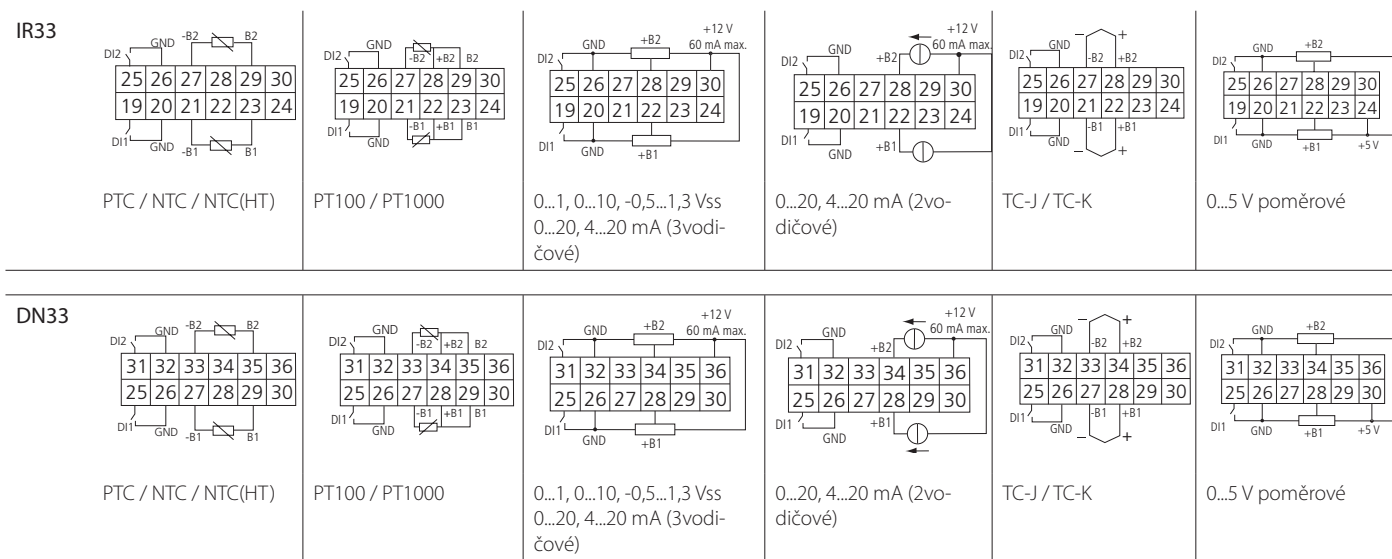 IR33
GND -B2 B2
DI2
25 26 27 28 29 30
19 20 21 22 23 24
DI1 GND -B1 B1
PTC / NTC / NTC(HT)
GND -B2 +B2 B2
DI2
25 26 27 28 29 30
19 20 21 22 23 24
DI1 GND -B1 +B1 B1
PT100 / PT1000
+12 V
GND +B2 60 mA max.
DI2
25 26 27 28 29 30
19 20 21 22 23 24
DI1 GND +B1
0...1, 0...10, -0,5...1,3 Vss
0...20, 4...20 mA (3vodi-
čové)
+12 V
GND +B2 60 mA max.
DI2
25 26 27 28 29 30
19 20 21 22 23 24
DI1 GND +B1
0...20, 4...20 mA (2vo-
dičové)
GND – +
DI2 -B2 +B2
25 26 27 28 29 30
19 20 21 22 23 24
DI1 GND -B1 +B1
– +
TC-J / TC-K
GND +B2
DI2
25 26 27 28 29 30
19 20 21 22 23 24
DI1 GND +B1 +5 V
0...5 V poměrové
DN33
GND -B2 B2
DI2
31 32 33 34 35 36
25 26 27 28 29 30
DI1 GND -B1 B1
PTC / NTC / NTC(HT)
GND -B2 +B2 B2
DI2
31 32 33 34 35 36
25 26 27 28 29 30
DI1 GND -B1 +B1 B1
PT100 / PT1000
+12 V
GND +B2 60 mA max.
DI2
31 32 33 34 35 36
25 26 27 28 29 30
DI1 GND +B1
0...1, 0...10, -0,5...1,3 Vss
0...20, 4...20 mA (3vodi-
čové)
+12 V
GND +B2 60 mA max.
DI2
31 32 33 34 35 36
25 26 27 28 29 30
DI1 GND +B1
0...20, 4...20 mA (2vo-
dičové)
GND – +
DI2 -B2 +B2
31 32 33 34 35 36
25 26 27 28 29 30
DI1 GND -B1 +B1
– +
TC-J / TC-K
GND +B2
DI2
31 32 33 34 35 36
25 26 27 28 29 30
DI1 GND +B1 +5 V
0...5 V poměrové